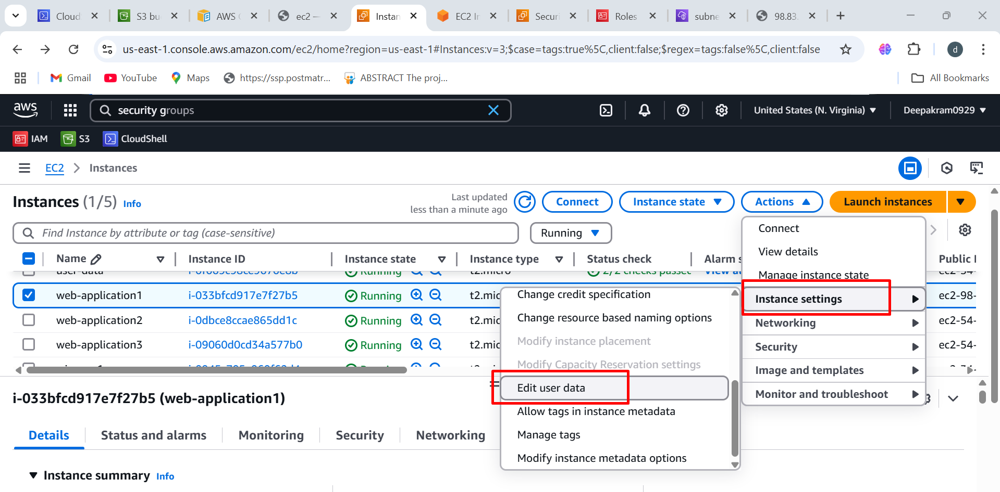 Cloud
S3 bu
AWS
ec2 —
Instan
EC2 In
Securi
Roles
subne
98.83.
us-east-1.console.aws.amazon.com/ec2/home?region=us-east-1#Instances:v=3;$case=tags:true%5C,client:false;$regex=tags:false%5C,client:false
d
Gmail
YouTube
Maps
https://ssp.postmatr...
ABSTRACT The proj...
All Bookmarks
aws
security groups
United States (N. Virginia)
Deepakram0929
IAM
S3
CloudShell
EC2
Instances
Instances (1/5) Info
Last updated
less than a minute ago
Connect
Instance state
Actions
Launch instances
Find Instance by attribute or tag (case-sensitive)
Running
Name
Instance ID
Instance state
Instance type
Status check
Alarm s
Public I
user-data
Running
t2.micro
2/2 checks passed
View al
web-application1
i-033bfcd917e7f27b5
Running
t2.mic
ec2-98-
web-application2
i-0dbce8ccae865dd1c
Running
t2.mic
ec2-54-
web-application3
i-09060d0cd34a577b0
Running
t2.mic
ec2-54-
Connect
View details
Manage instance state
Instance settings
Networking
Security
Image and templates
Monitor and troubleshoot
Change credit specification
Change resource based naming options
Modify instance placement
Modify Capacity Reservation settings
Edit user data
Allow tags in instance metadata
Manage tags
Modify instance metadata options
i-033bfcd917e7f27b5 (web-application1)
Details
Status and alarms
Monitoring
Security
Networking
Instance summary Info